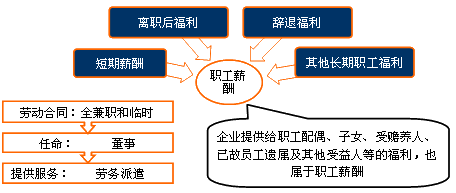 离职后福利
辞退福利
短期薪酬
职工薪
酬
其他长期职工福利
劳动合同：全兼职和临时
任命： 董事
提供服务： 劳务派遣
企业提供给职工配偶、子女、受赡养人、
已故员工遗属及其他受益人等的福利，也
属于职工薪酬